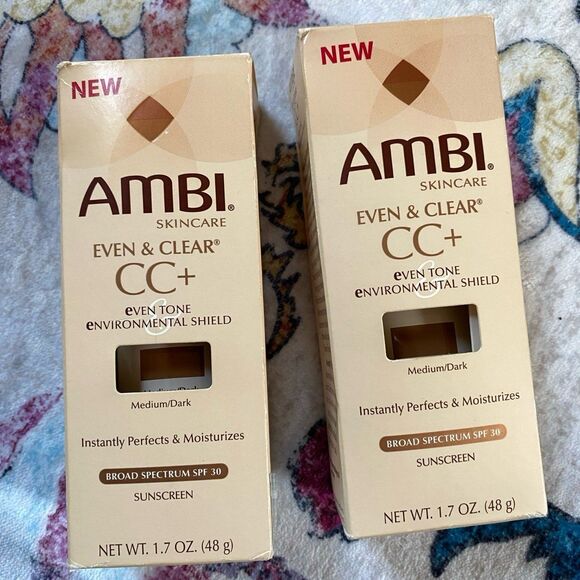 NEW
AMBI®
SKINCARE
EVEN & CLEAR®
CC+
eVEN TONE
&
eNVIRONMENTAL SHIELD
Medium/Dark
Medium/Dark
Instantly Perfects & Moisturizes
BROAD SPECTRUM SPF 30
SUNSCREEN
NET WT. 1.7 OZ. (48 g)
NEW
AMBI®
SKINCARE
EVEN & CLEAR®
CC+
eVEN TONE
&
eNVIRONMENTAL SHIELD
Medium/Dark
Instantly Perfects & Moisturizes
BROAD SPECTRUM SPF 30
SUNSCREEN
NET WT. 1.7 OZ. (48 g)